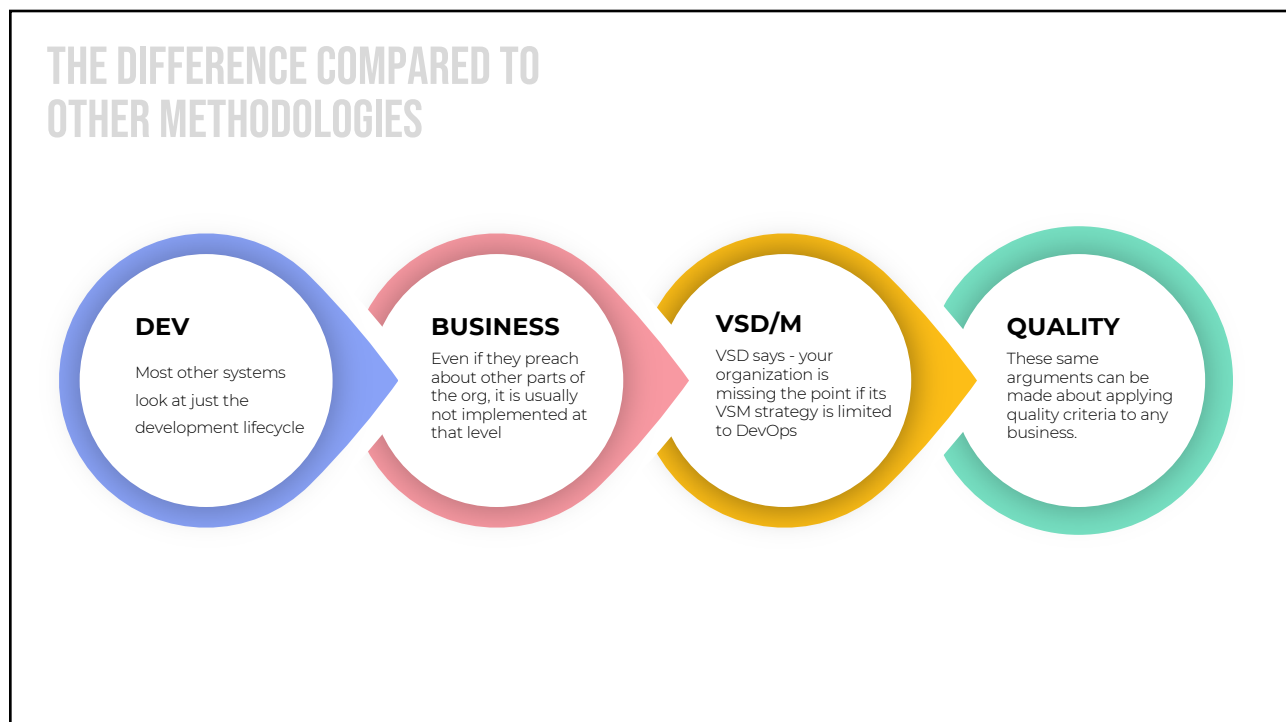 THE DIFFERENCE COMPARED TO
OTHER METHODOLOGIES
DEV
Most other systems
look at just the
development lifecycle
BUSINESS
Even if they preach
about other parts of
the org, it is usually
not implemented at
that level
VSD/M
VSD says - your
organization is
missing the point if its
VSM strategy is limited
to DevOps
QUALITY
These same
arguments can be
made about applying
quality criteria to any
business.